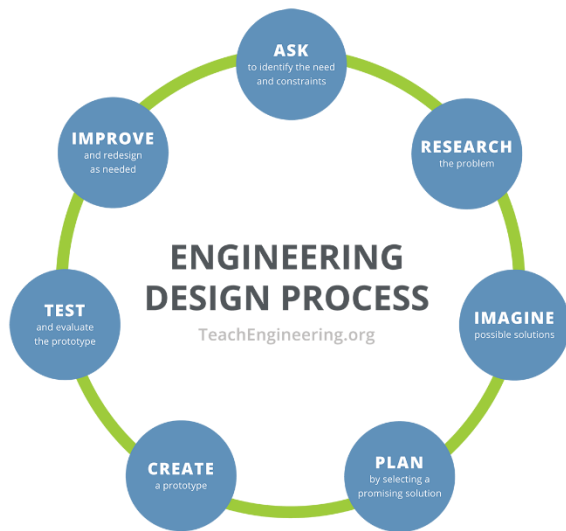 ASK
to identify the need
and constraints
RESEARCH
the problem
IMAGINE
possible solutions
PLAN
by selecting a
promising solution
CREATE
a prototype
TEST
and evaluate
the prototype
IMPROVE
and redesign
as needed
ENGINEERING
DESIGN PROCESS
TeachEngineering.org